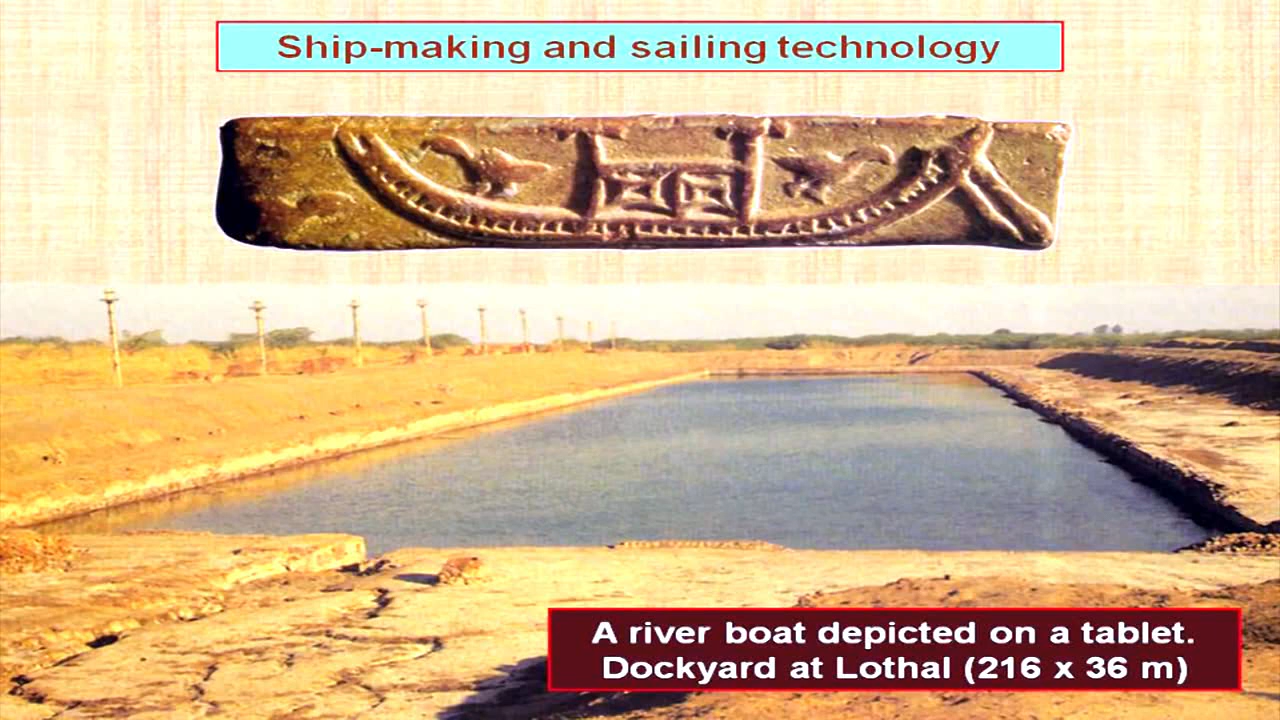 Ship-making and sailing technology
A river boat depicted on a tablet.
Dockyard at Lothal (216 x 36 m)